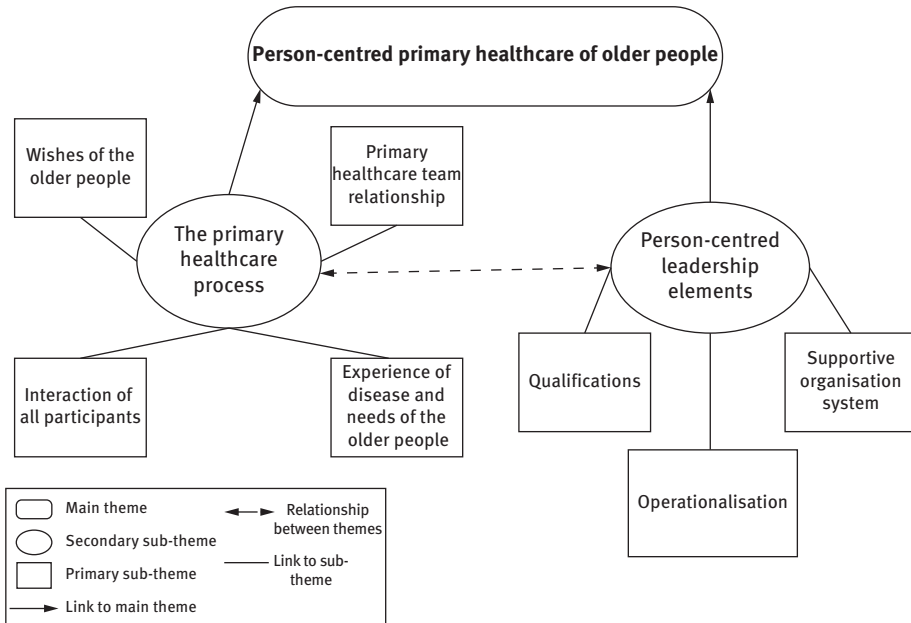 Person-centred primary healthcare of older people
Wishes of the
older people
Primary
healthcare team
relationship
The primary
healthcare
process
Person-centred
leadership
elements
Interaction of
all participants
Experience of
disease and
needs of the
older people
Qualifications
Supportive
organisation
system
Operationalisation
Main theme
Secondary sub-theme
Primary sub-theme
Link to main theme
Relationship
between themes
Link to sub-
theme